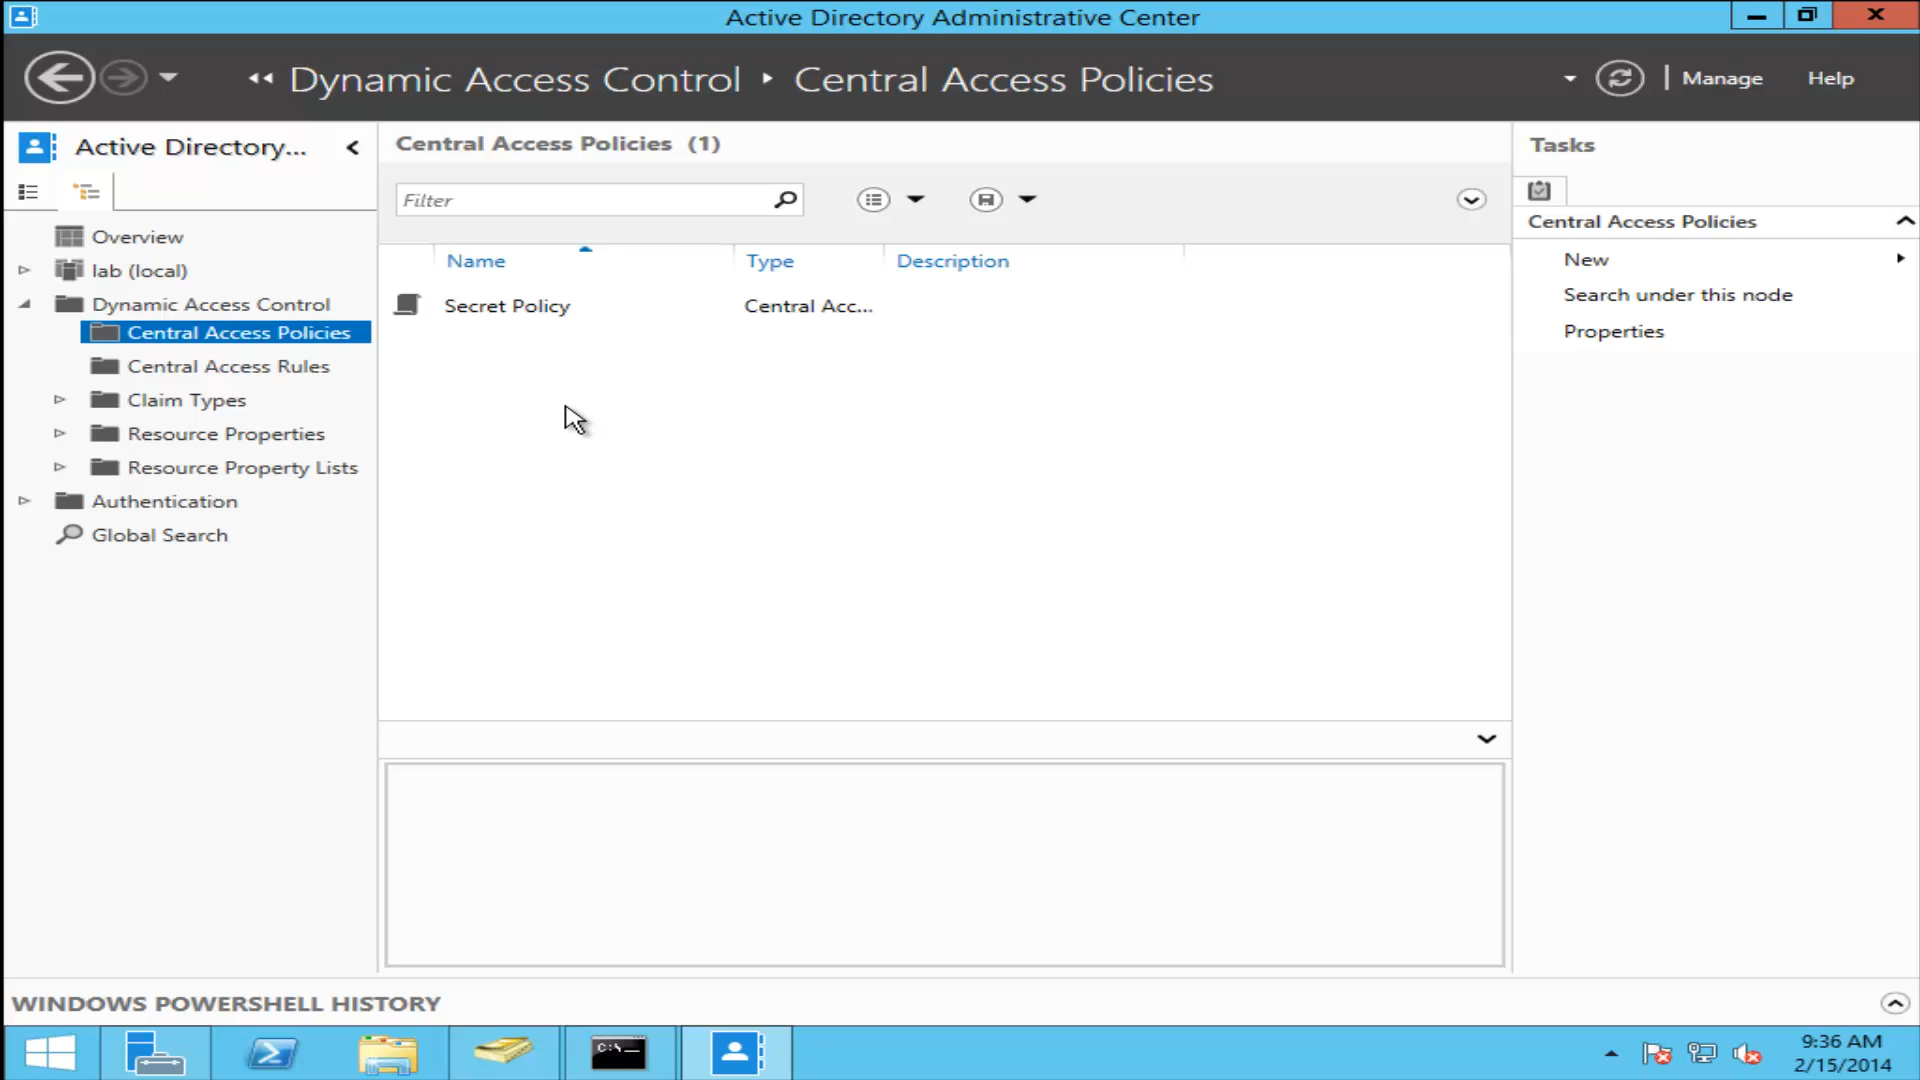 Active Directory Administrative Center
Dynamic Access Control
Central Access Policies
Manage
Help
Active Directory...
Overview
lab (local)
Dynamic Access Control
Central Access Policies
Central Access Rules
Claim Types
Resource Properties
Resource Property Lists
Authentication
Global Search
Central Access Policies (1)
Filter
Name Type Description
Secret Policy Central Acc...
Tasks
Central Access Policies
New
Search under this node
Properties
WINDOWS POWERSHELL HISTORY
C:\
9:36 AM
2/15/2014